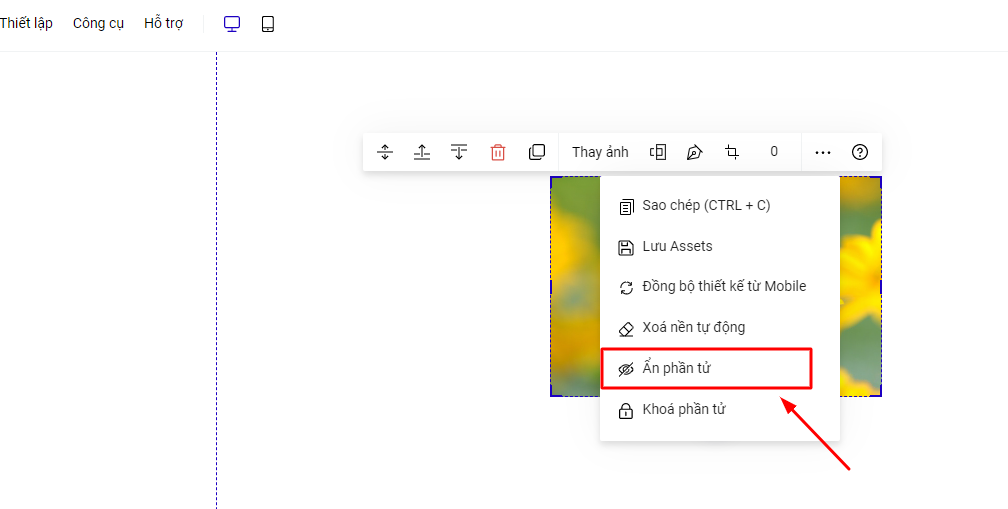 Thiết lập Công cụ Hỗ trợ
Thay ảnh 0
Sao chép (CTRL + C)
Lưu Assets
Đồng bộ thiết kế từ Mobile
Xoá nền tự động
Ẩn phần tử
Khoá phần tử